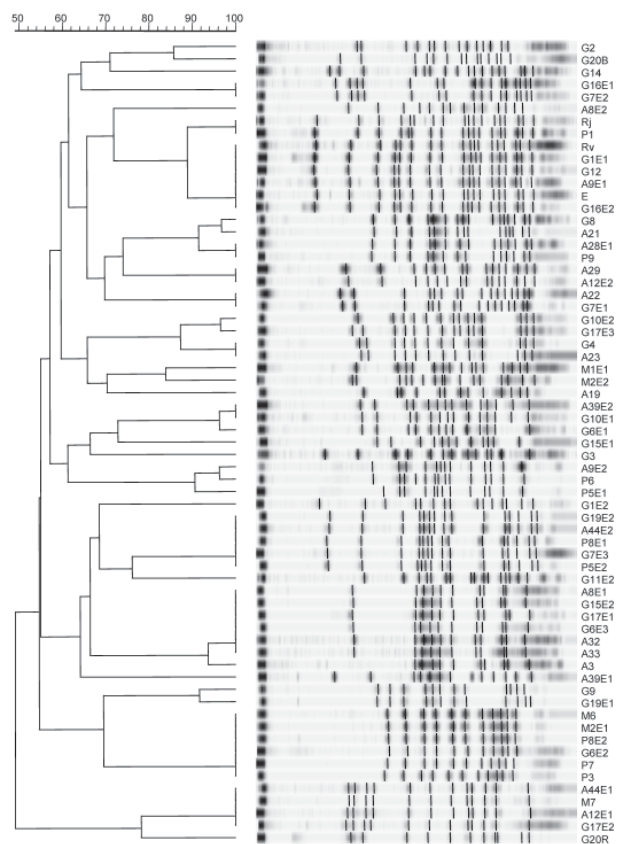 50 60 70 80 90 100
G2
G20B
G14
G16E1
G7E2
A8E2
Rj
P1
Rv
G1E1
G12
A9E1
E
G16E2
G8
A21
A28E1
P9
A29
A12E2
A22
G7E1
G10E2
G17E3
G4
A23
M1E1
M2E2
A19
A39E2
G10E1
G6E1
G15E1
G3
A9E2
P6
P5E1
G1E2
G19E2
A44E2
P8E1
G7E3
P5E2
G11E2
A8E1
G15E2
G17E1
G6E3
A32
A33
A3
A39E1
G9
G19E1
M6
M2E1
P8E2
G6E2
P7
P3
A44E1
M7
A12E1
G17E2
G20R